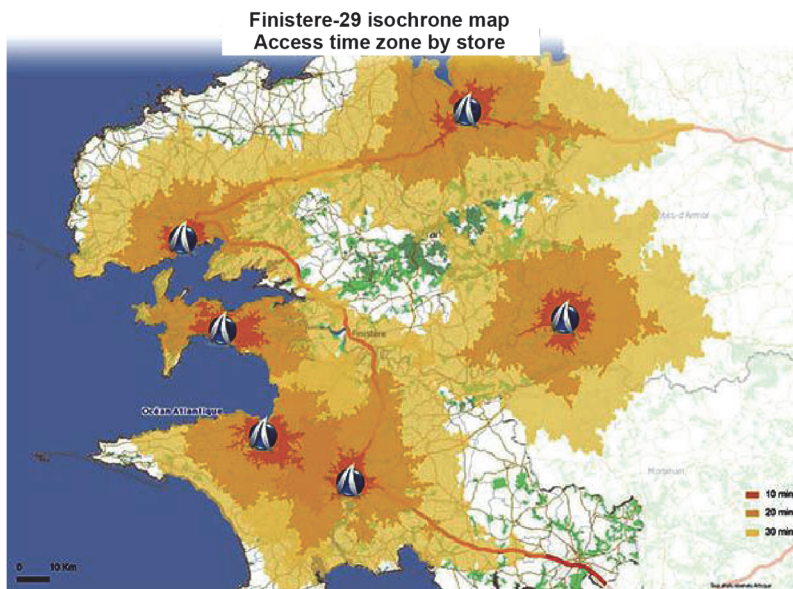 Finistere-29 isochrone map
Access time zone by store
Finistère
Océan Atlantique
Morbihan
10 min
20 min
30 min
0 10 Km